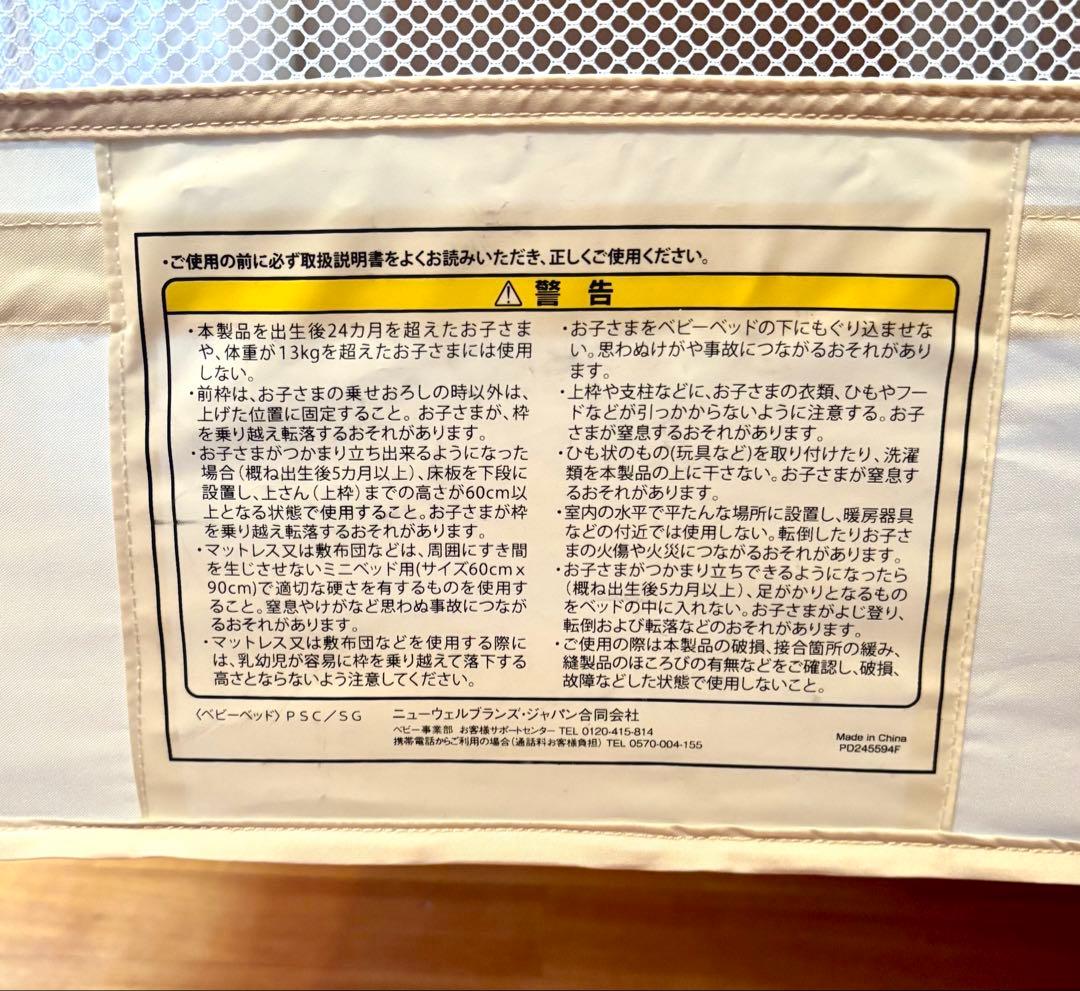 ・ご使用の前に必ず取扱説明書をよくお読みいただき、正しくご使用ください。
⚠警 告
・本製品を出生後24カ月を超えたお子さま
や、体重が13kgを超えたお子さまには使用
しない。
・前枠は、お子さまの乗せおろしの時以外は、
上げた位置に固定すること。お子さまが、枠
を乗り越え転落するおそれがあります。
・お子さまがつかまり立ち出来るようになった
場合(概ね出生後5カ月以上)、床板を下段に
設置し、上さん(上枠)までの高さが60cm以
上となる状態で使用すること。お子さまが枠
を乗り越え転落するおそれがあります。
・マットレス又は敷布団などは、周囲にすき間
を生じさせないミニベッド用(サイズ60cm×
90cm)で適切な硬さを有するものを使用す
ること。窒息やけがなど思わぬ事故につなが
るおそれがあります。
・マットレス又は敷布団などを使用する際に
は、乳幼児が容易に枠を乗り越えて落下する
高さとならないよう注意してください。
・お子さまをベビーベッドの下にもぐり込ませな
い。思わぬけがや事故につながるおそれがあり
ます。
・上枠や支柱などに、お子さまの衣類、ひもやフー
ドなどが引っかからないように注意する。お子
さまが窒息するおそれがあります。
・ひも状のもの(玩具など)を取り付けたり、洗濯
類を本製品の上に干さない。お子さまが窒息す
るおそれがあります。
・室内の水平で平たんな場所に設置し、暖房器具
などの付近では使用しない。転倒したりお子さ
まの火傷や火災につながるおそれがあります。
・お子さまがつかまり立ちできるようになったら
(概ね出生後5カ月以上)、足がかりとなるもの
をベッドの中に入れない。お子さまがよじ登り、
転倒および転落などのおそれがあります。
・ご使用の際は本製品の破損、接合箇所の緩み、
縫製品のほころびの有無などをご確認し、破損、
故障などした状態で使用しないこと。
〈ベビーベッド〉PSC/SG
ニューウェルブランズ・ジャパン合同会社
ベビー事業部 お客様サポートセンター TEL 0120-415-814
携帯電話からご利用の場合(通話料お客様負担) TEL 0570-004-155
Made in China
PD245594F